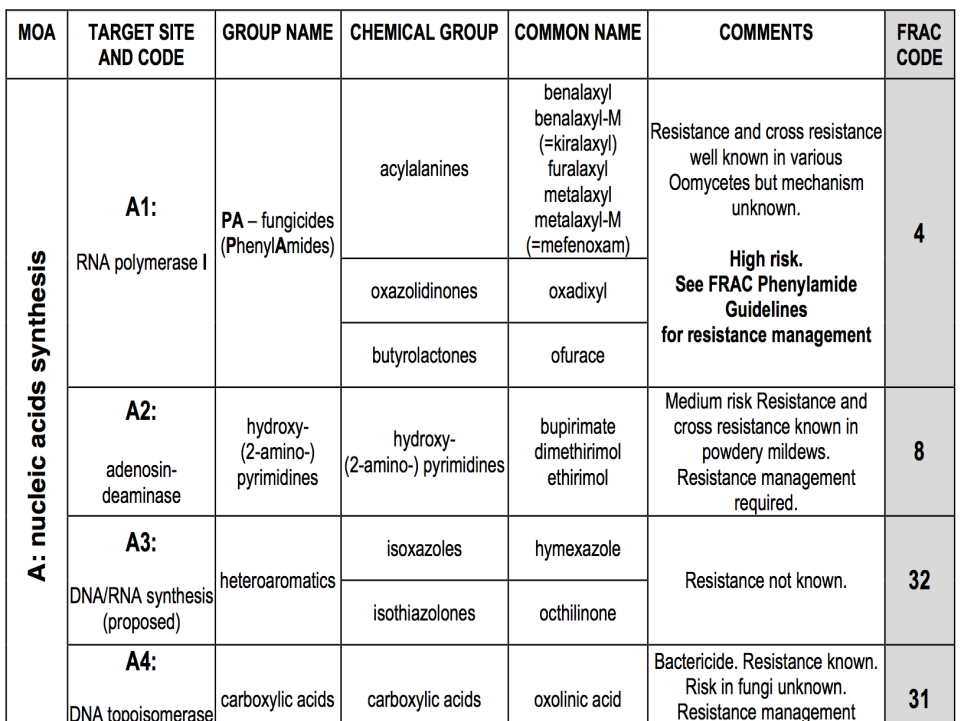 MOA
TARGET SITE
AND CODE
GROUP NAME
CHEMICAL GROUP
COMMON NAME
COMMENTS
FRAC
CODE
A: nucleic acids synthesis
A1:
RNA polymerase I
PA – fungicides
(PhenylAmides)
acylalanines
benalaxyl
benalaxyl-M
(=kiralaxyl)
furalaxyl
metalaxyl
metalaxyl-M
(=mefenoxam)
oxazolidinones
oxadixyl
butyrolactones
ofurace
Resistance and cross resistance
well known in various
Oomycetes but mechanism
unknown.
High risk.
See FRAC Phenylamide
Guidelines
for resistance management
4
A2:
adenosin-
deaminase
hydroxy-
(2-amino-)
pyrimidines
hydroxy-
(2-amino-) pyrimidines
bupirimate
dimethirimol
ethirimol
Medium risk Resistance and
cross resistance known in
powdery mildews.
Resistance management
required.
8
A3:
DNA/RNA synthesis
(proposed)
heteroaromatics
isoxazoles
hymexazole
isothiazolones
octhilinone
Resistance not known.
32
A4:
DNA topoisomerase
carboxylic acids
carboxylic acids
oxolinic acid
Bactericide. Resistance known.
Risk in fungi unknown.
Resistance management
31